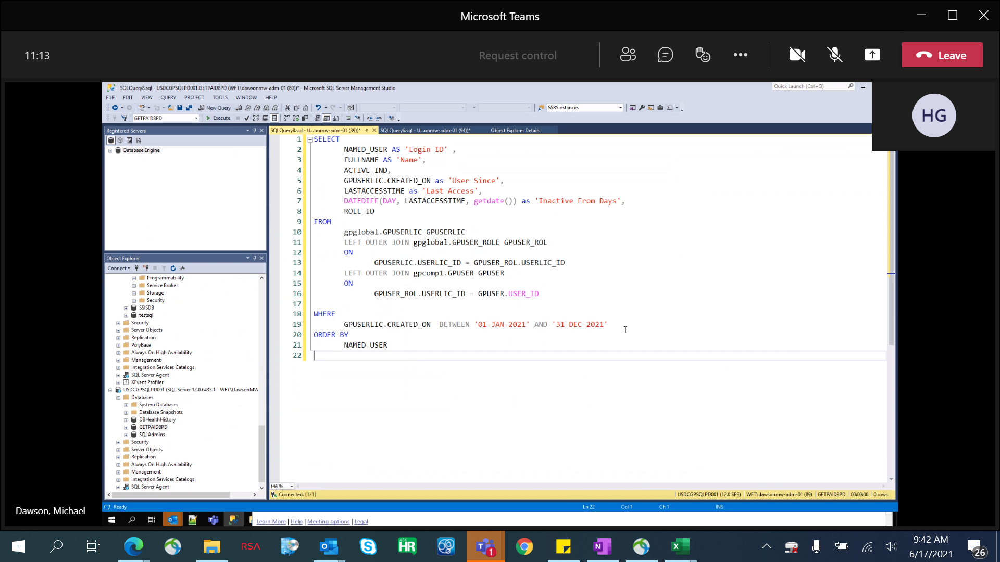 Microsoft Teams
11:13
Request control
Leave
SQLQuery8.sql - USDCGPSQLPD001.GETPAID8PD (WFT\dawsonmw-adm-01 (89))* - Microsoft SQL Server Management Studio
Quick Launch (Ctrl+Q)
FILE EDIT VIEW QUERY PROJECT TOOLS WINDOW HELP
New Query
SSRSInstances
GETPAID8PD
Execute
HG
Registered Servers
Database Engine
SQLQuery8.sql - U...onmw-adm-01 (89))*
SQLQuery6.sql - U...onmw-adm-01 (94))*
Object Explorer Details
1 SELECT
2 NAMED_USER AS 'Login ID' ,
3 FULLNAME AS 'Name',
4 ACTIVE_IND,
5 GPUSERLIC.CREATED_ON as 'User Since',
6 LASTACCESSTIME as 'Last Access',
7 DATEDIFF(DAY, LASTACCESSTIME, getdate()) as 'Inactive From Days',
8 ROLE_ID
9 FROM
10 gpglobal.GPUSERLIC GPUSERLIC
11 LEFT OUTER JOIN gpglobal.GPUSER_ROLE GPUSER_ROL
12 ON
13 GPUSERLIC.USERLIC_ID = GPUSER_ROL.USERLIC_ID
14 LEFT OUTER JOIN gpcomp1.GPUSER GPUSER
15 ON
16 GPUSER_ROL.USERLIC_ID = GPUSER.USER_ID
17
18 WHERE
19 GPUSERLIC.CREATED_ON BETWEEN '01-JAN-2021' AND '31-DEC-2021'
20 ORDER BY
21 NAMED_USER
22
Object Explorer
Connect
Programmability
Service Broker
Storage
Security
SSISDB
testsql
Security
Server Objects
Replication
PolyBase
Always On High Availability
Management
Integration Services Catalogs
SQL Server Agent
XEvent Profiler
USDCGPSQLPD001 (SQL Server 12.0.6433.1 - WFT\DawsonMW
Databases
System Databases
Database Snapshots
DBHealthHistory
GETPAID8PD
SQLAdmins
Security
Server Objects
Replication
Always On High Availability
Management
Integration Services Catalogs
SQL Server Agent
146 %
Connected. (1/1)
USDCGPSQLPD001 (12.0 SP3) WFT\dawsonmw-adm-01 (89) GETPAID8PD 00:00:00 0 rows
Ready
Ln 22
Col 1
Ch 1
INS
Dawson, Michael
Learn More | Help | Meeting options | Legal
RSA
ASK
HR
1
9:42 AM
6/17/2021
26